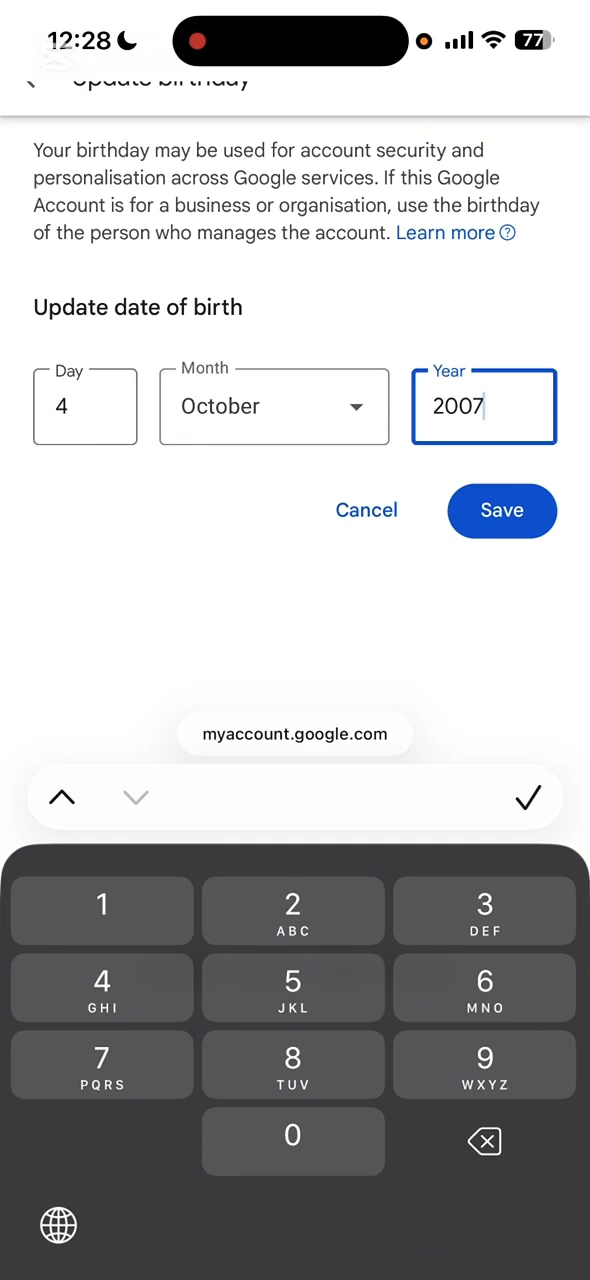 12:28
77
Update birthday
Your birthday may be used for account security and
personalisation across Google services. If this Google
Account is for a business or organisation, use the birthday
of the person who manages the account. Learn more
Update date of birth
Day
Month
Year
4
October
2007
Cancel
Save
myaccount.google.com
1
2
3
ABC
DEF
4
5
6
GHI
JKL
MNO
7
8
9
PQRS
TUV
WXYZ
0